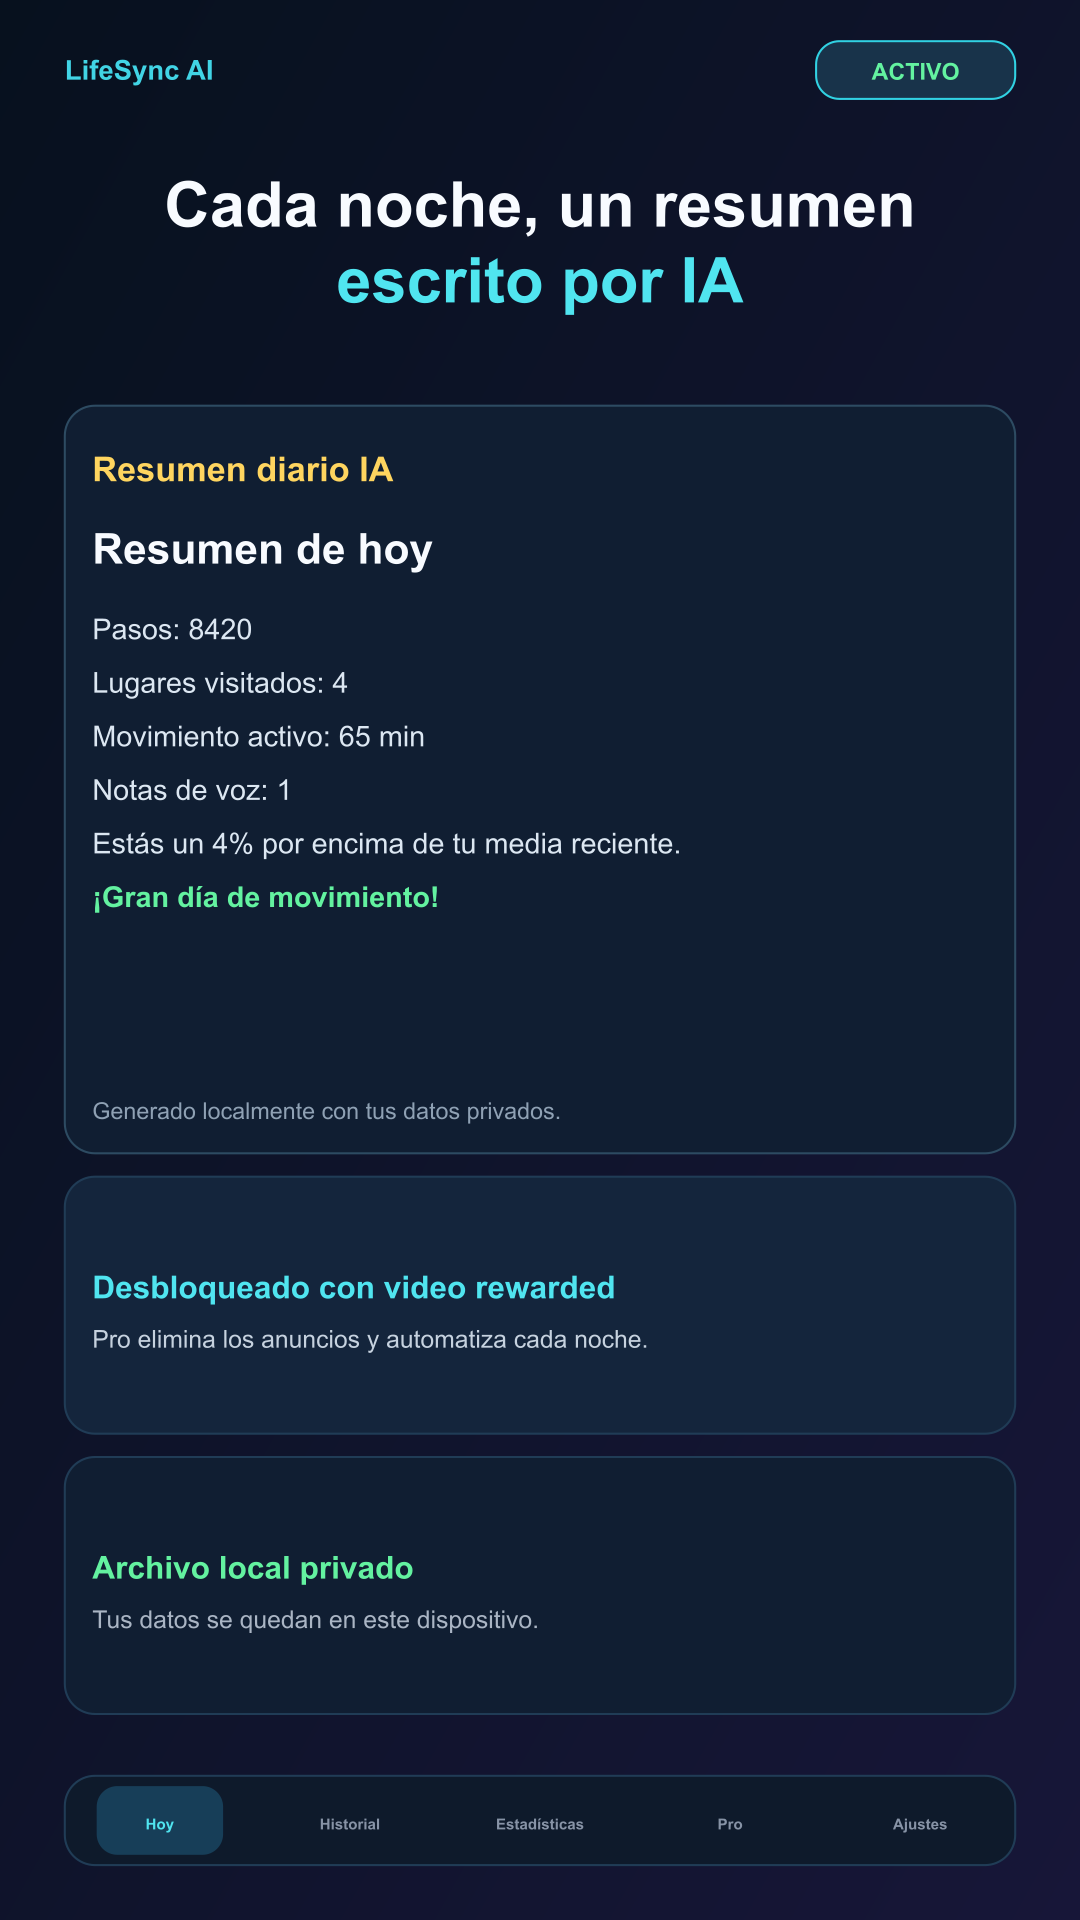 LifeSync AI
ACTIVO
Cada noche, un resumen
escrito por IA
Resumen diario IA
Resumen de hoy
Pasos: 8420
Lugares visitados: 4
Movimiento activo: 65 min
Notas de voz: 1
Estás un 4% por encima de tu media reciente.
¡Gran día de movimiento!
Generado localmente con tus datos privados.
Desbloqueado con video rewarded
Pro elimina los anuncios y automatiza cada noche.
Archivo local privado
Tus datos se quedan en este dispositivo.
Hoy
Historial
Estadísticas
Pro
Ajustes